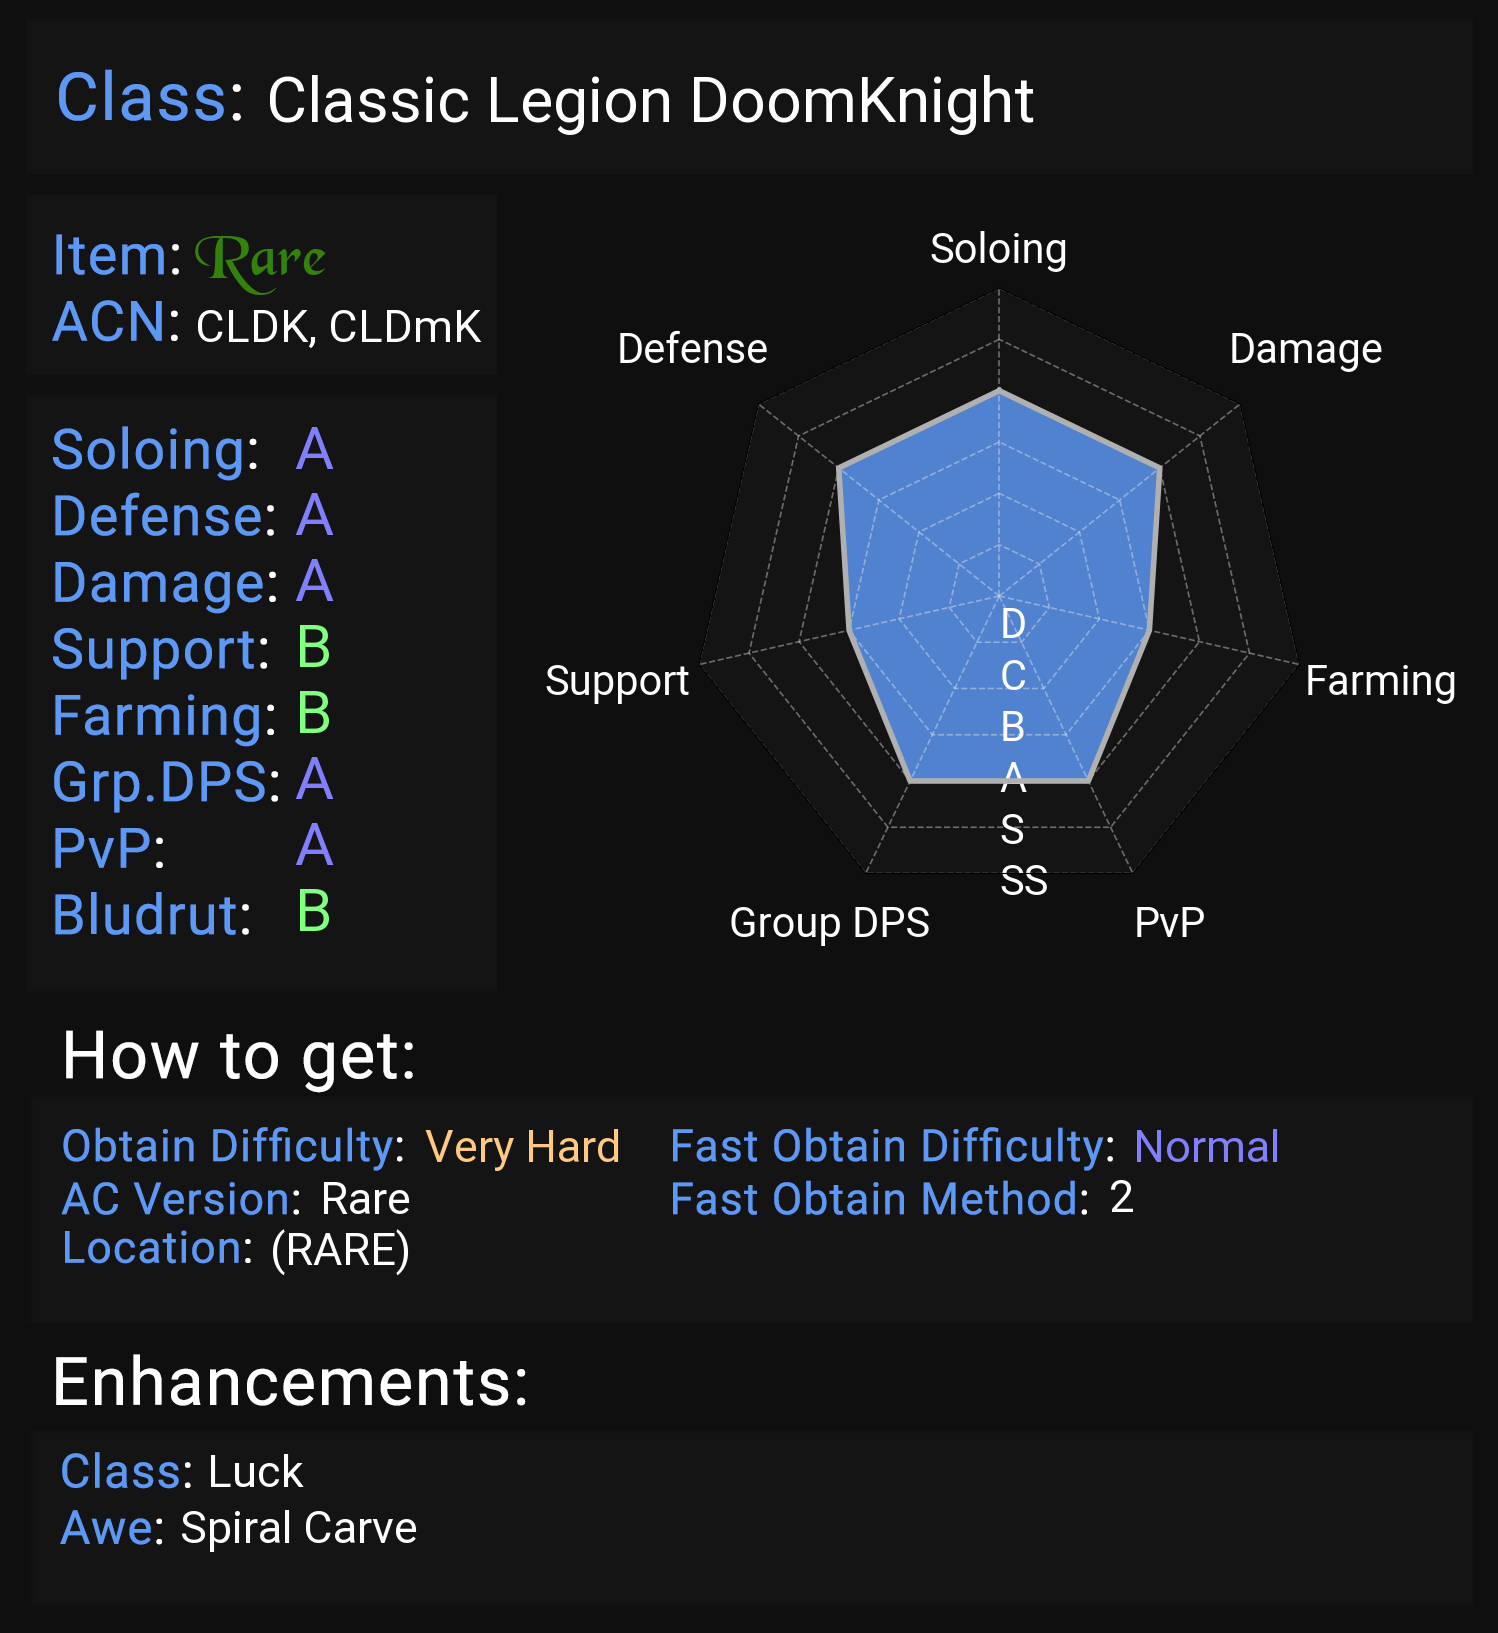 Class: Classic Legion DoomKnight
Item: Rare
ACN: CLDK, CLDmK
Soloing: A
Defense: A
Damage: A
Support: B
Farming: B
Grp.DPS: A
PvP: A
Bludrut: B
Soloing
Defense
Damage
Support
Farming
D
C
B
A
S
SS
Group DPS
PvP
How to get:
Obtain Difficulty: Very Hard
AC Version: Rare
Location: (RARE)
Fast Obtain Difficulty: Normal
Fast Obtain Method: 2
Enhancements:
Class: Luck
Awe: Spiral Carve